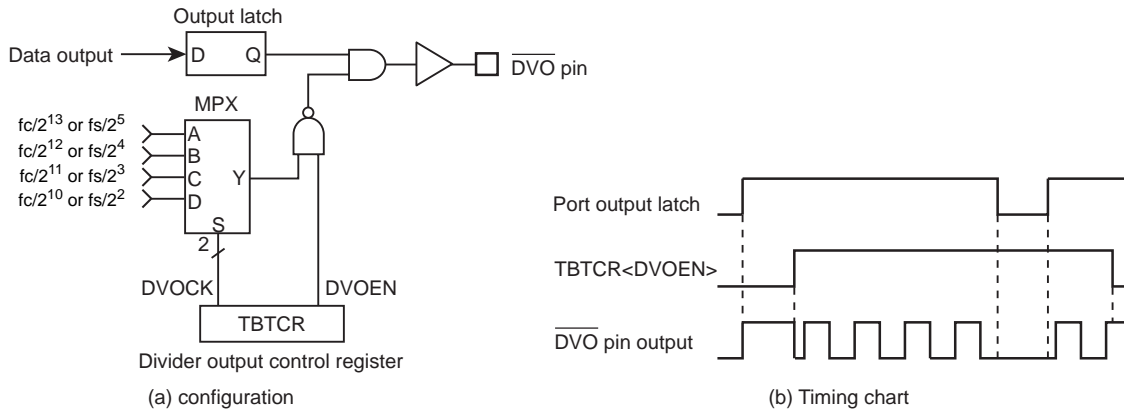 Output latch
Data output
D Q
DVO pin
MPX
fc/2^13 or fs/2^5
A
fc/2^12 or fs/2^4
B
fc/2^11 or fs/2^3
C
Y
fc/2^10 or fs/2^2
D
S
2
DVOCK
DVOEN
TBTCR
Divider output control register
(a) configuration
Port output latch
TBTCR<DVOEN>
DVO pin output
(b) Timing chart